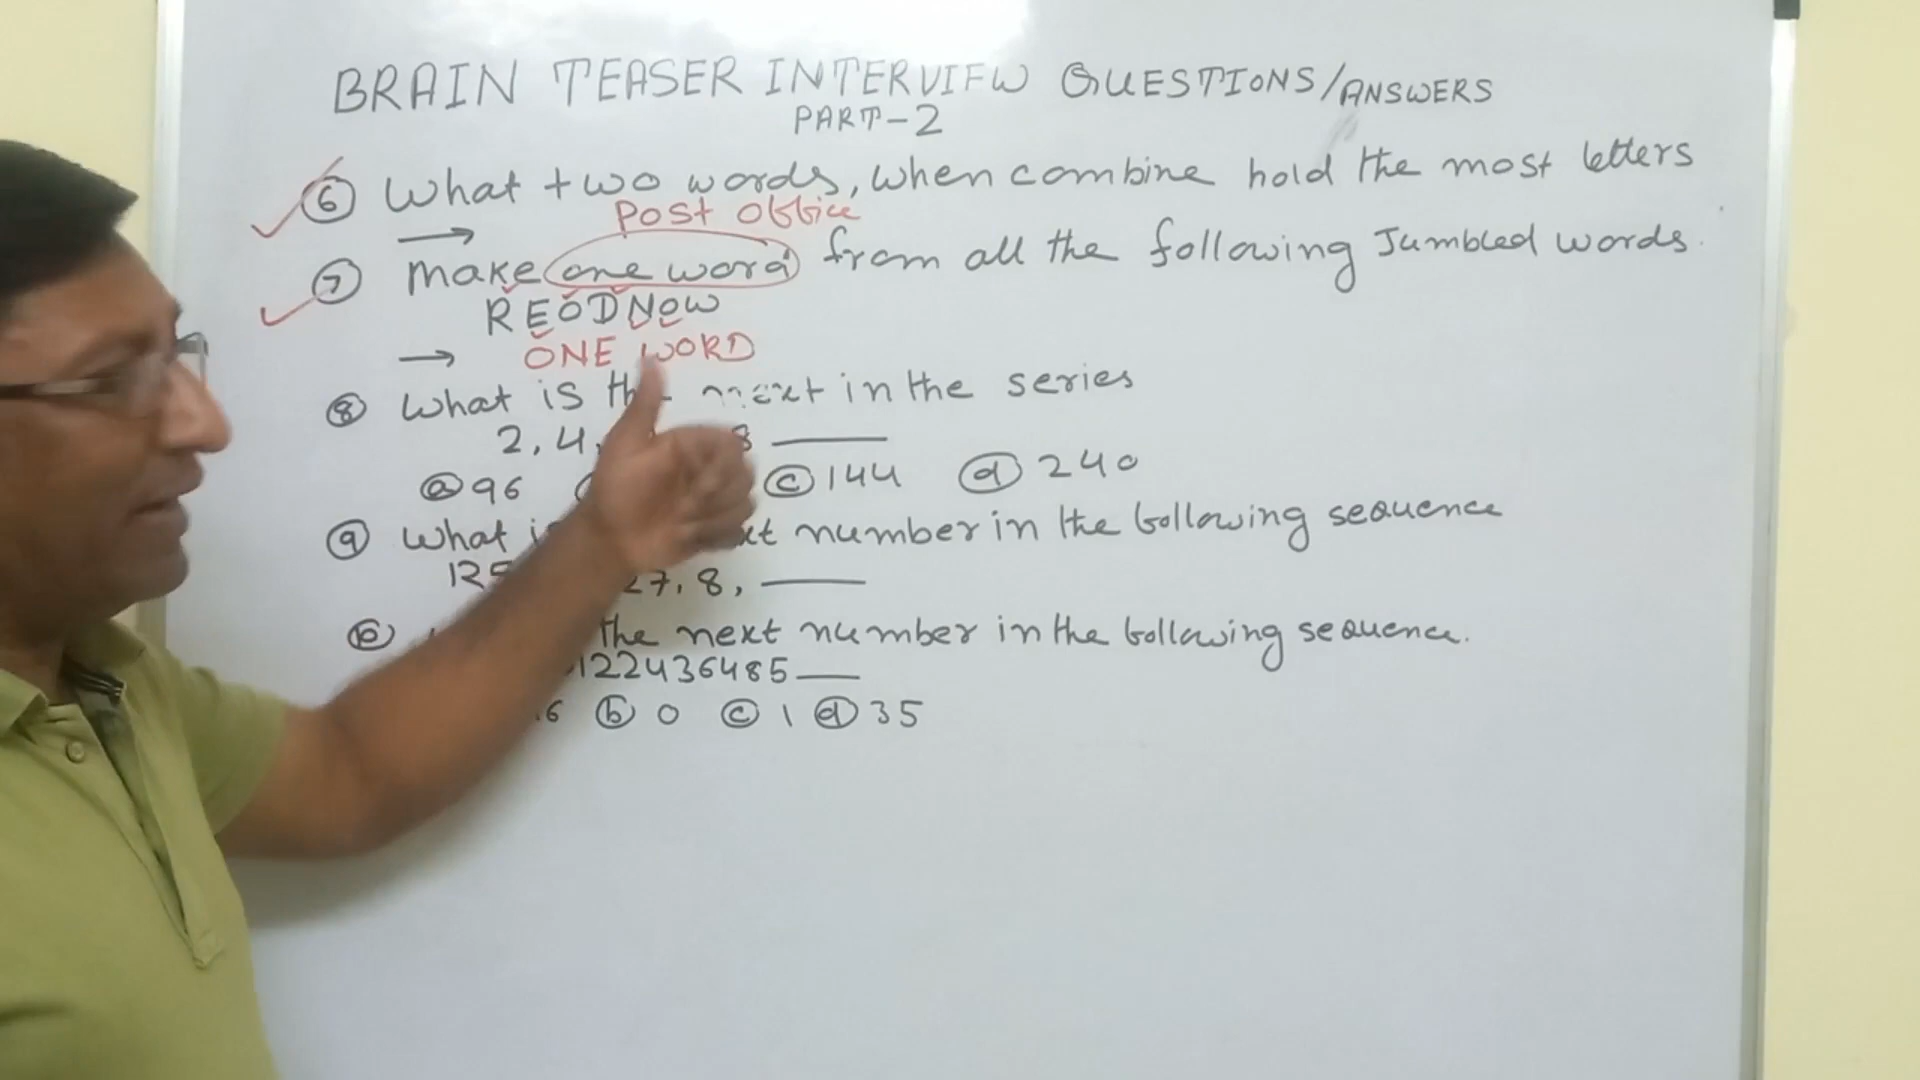 BRAIN TEASER INTERVIEW QUESTIONS/ANSWERS
PART-2
⑥ What two words, when combine hold the most letters
→ Post Office
⑦ Make one word from all the following Jumbled words.
REODNOW
→ ONE WORD
⑧ What is the next in the series
2, 4, 8 ____
ⓐ 96 ⓒ 144 ⓓ 240
⑨ What number in the following sequence
27, 8, ____
⑩ the next number in the following sequence.
122436485 ____
6 ⓑ 0 ⓒ 1 ⓓ 35